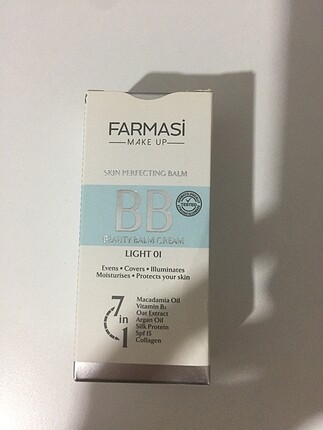 FARMASi
MAKE UP
SKIN PERFECTING BALM
BB
TESTED
BEAUTY BALM CREAM
LIGHT 01
Evens • Covers • Illuminates
Moisturises • Protects your skin
7 in 1
Macadamia Oil
Vitamin B₅
Oat Extract
Argan Oil
Silk Protein
Spf 15
Collagen